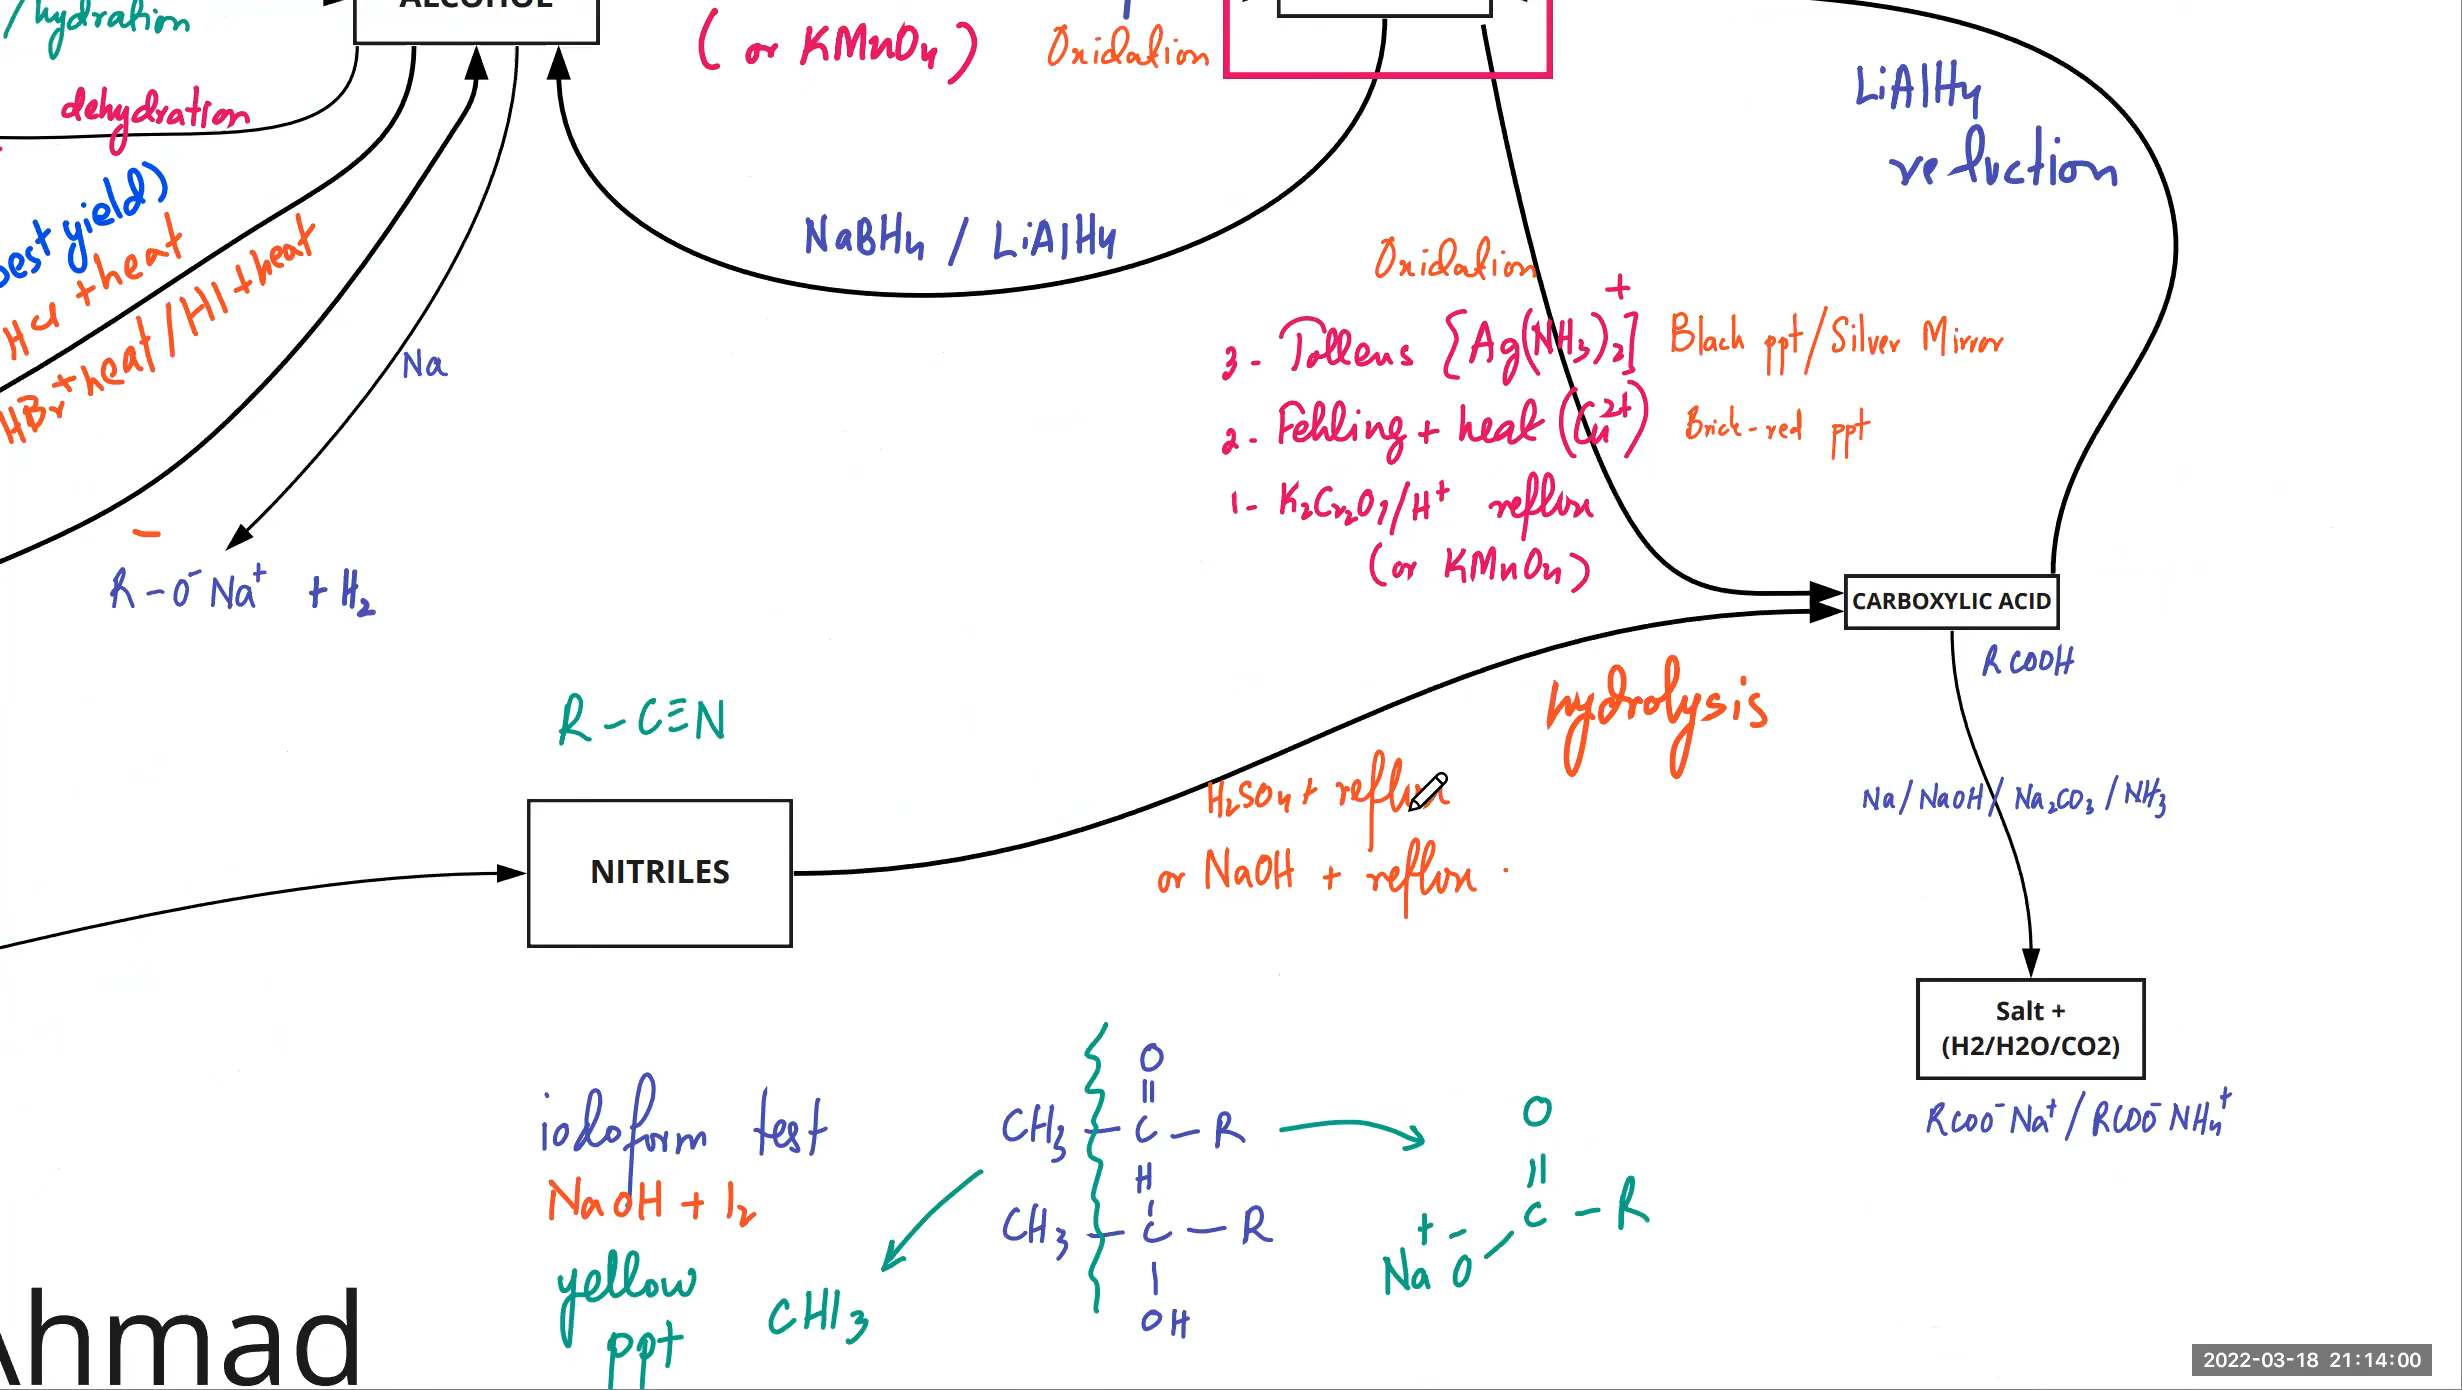 /hydration
ALCOHOL
( or KMnO4 )
Oxidation
dehydration
LiAlH4
reduction
best yield)
HCl + heat
HBr + heat / HI + heat
NaBH4 / LiAlH4
Na
Oxidation
3- Tollens [Ag(NH3)2]+ Black ppt/Silver Mirror
2- Fehling + heat (Cu2+) Brick-red ppt
1- K2Cr2O7/H+ reflux
(or KMnO4)
R-O- Na+ + H2
CARBOXYLIC ACID
RCOOH
hydrolysis
R-C≡N
NITRILES
H2SO4 + reflux
or NaOH + reflux .
Na/NaOH/Na2CO3/NH3
Salt +
(H2/H2O/CO2)
RCOO- Na+ / RCOO- NH4+
iodoform test
NaOH + I2
yellow
ppt
CHI3
O
||
CH3 - C - R
H
|
CH3 - C - R
|
OH
O
||
C - R
Na+ -O
Ahmad
2022-03-18 21:14:00